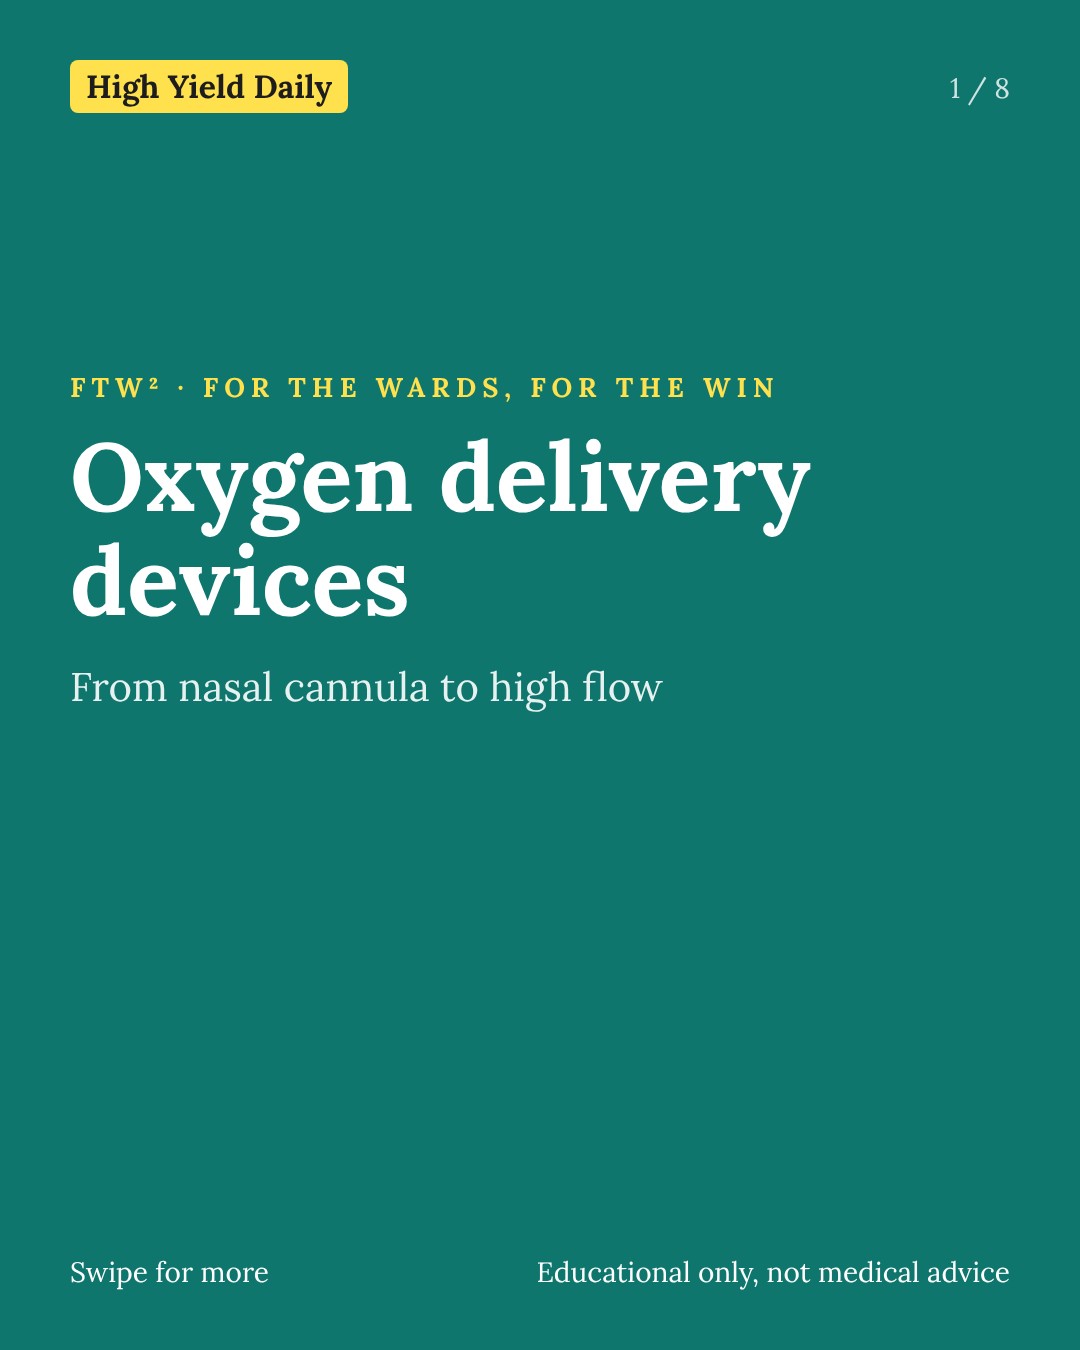 High Yield Daily
1 / 8
FTW² · FOR THE WARDS, FOR THE WIN
Oxygen delivery
devices
From nasal cannula to high flow
Swipe for more
Educational only, not medical advice